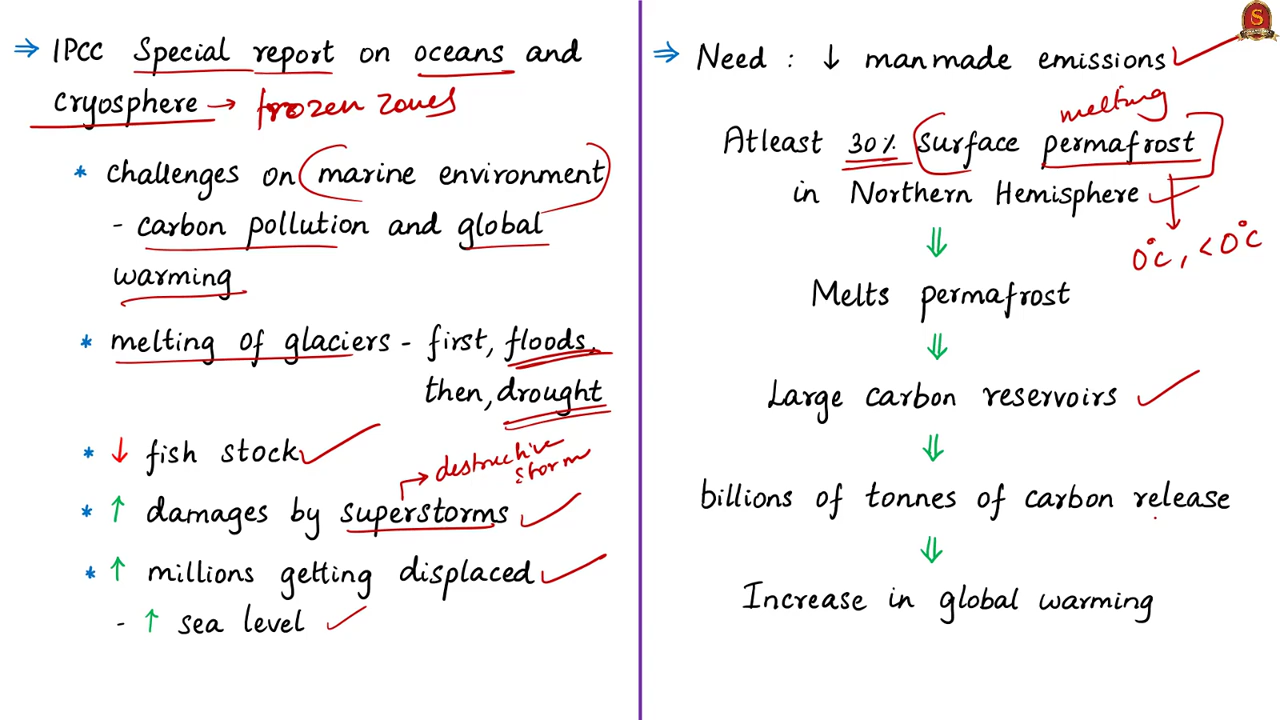 ⇒ IPCC Special report on oceans and
cryosphere → frozen zones
* challenges on (marine environment)
- carbon pollution and global
warming
* melting of glaciers - first, floods,
then, drought
* ↓ fish stock
→ destructive
storm
* ↑ damages by superstorms
* ↑ millions getting displaced
- ↑ sea level
⇒ Need : ↓ manmade emissions
melting
Atleast 30% surface permafrost
in Northern Hemisphere
0°C, <0°C
⇓
Melts permafrost
⇓
Large carbon reservoirs
⇓
billions of tonnes of carbon release
⇓
Increase in global warming
S